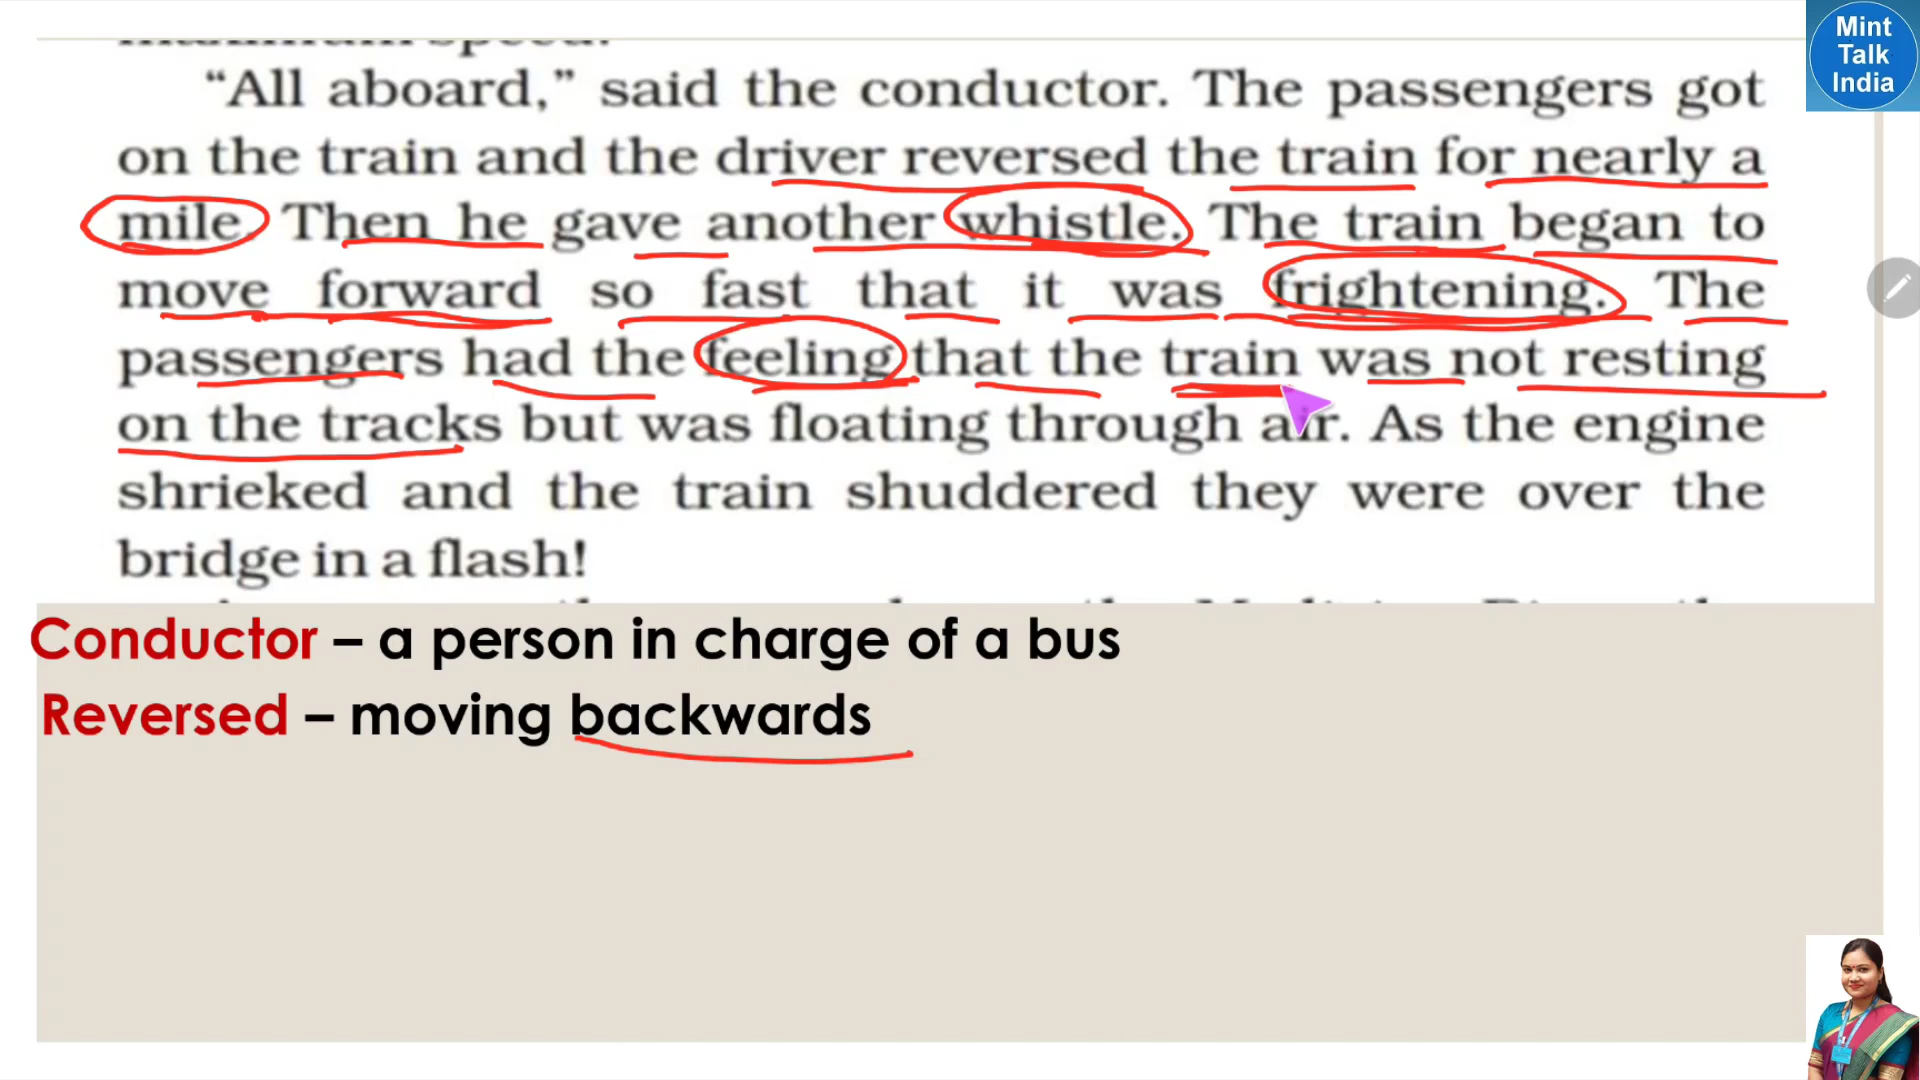 “All aboard,” said the conductor. The passengers got
on the train and the driver reversed the train for nearly a
mile. Then he gave another whistle. The train began to
move forward so fast that it was frightening. The
passengers had the feeling that the train was not resting
on the tracks but was floating through air. As the engine
shrieked and the train shuddered they were over the
bridge in a flash!
Conductor – a person in charge of a bus
Reversed – moving backwards
Mint
Talk
India